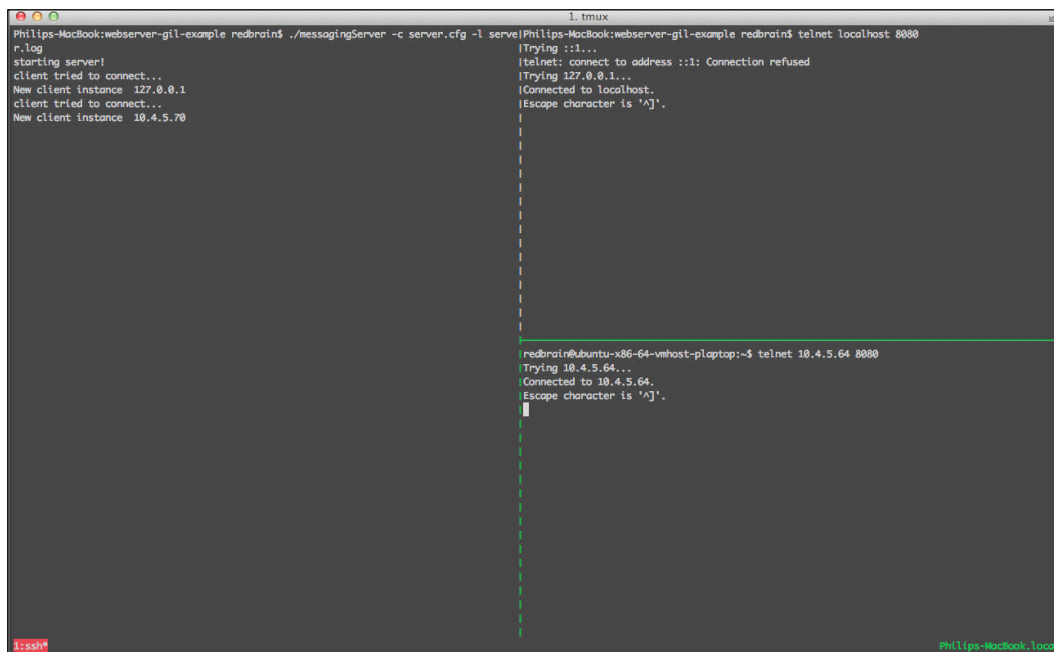 1. tmux
Philips-MacBook:webserver-gil-example redbrain$ ./messagingServer -c server.cfg -l serve
r.log
starting server!
client tried to connect...
New client instance  127.0.0.1
client tried to connect...
New client instance  10.4.5.70
Philips-MacBook:webserver-gil-example redbrain$ telnet localhost 8080
Trying ::1...
telnet: connect to address ::1: Connection refused
Trying 127.0.0.1...
Connected to localhost.
Escape character is '^]'.
redbrain@ubuntu-x86-64-vmhost-plaptop:~$ telnet 10.4.5.64 8080
Trying 10.4.5.64...
Connected to 10.4.5.64.
Escape character is '^]'.
1:ssh*
Philips-MacBook.loca